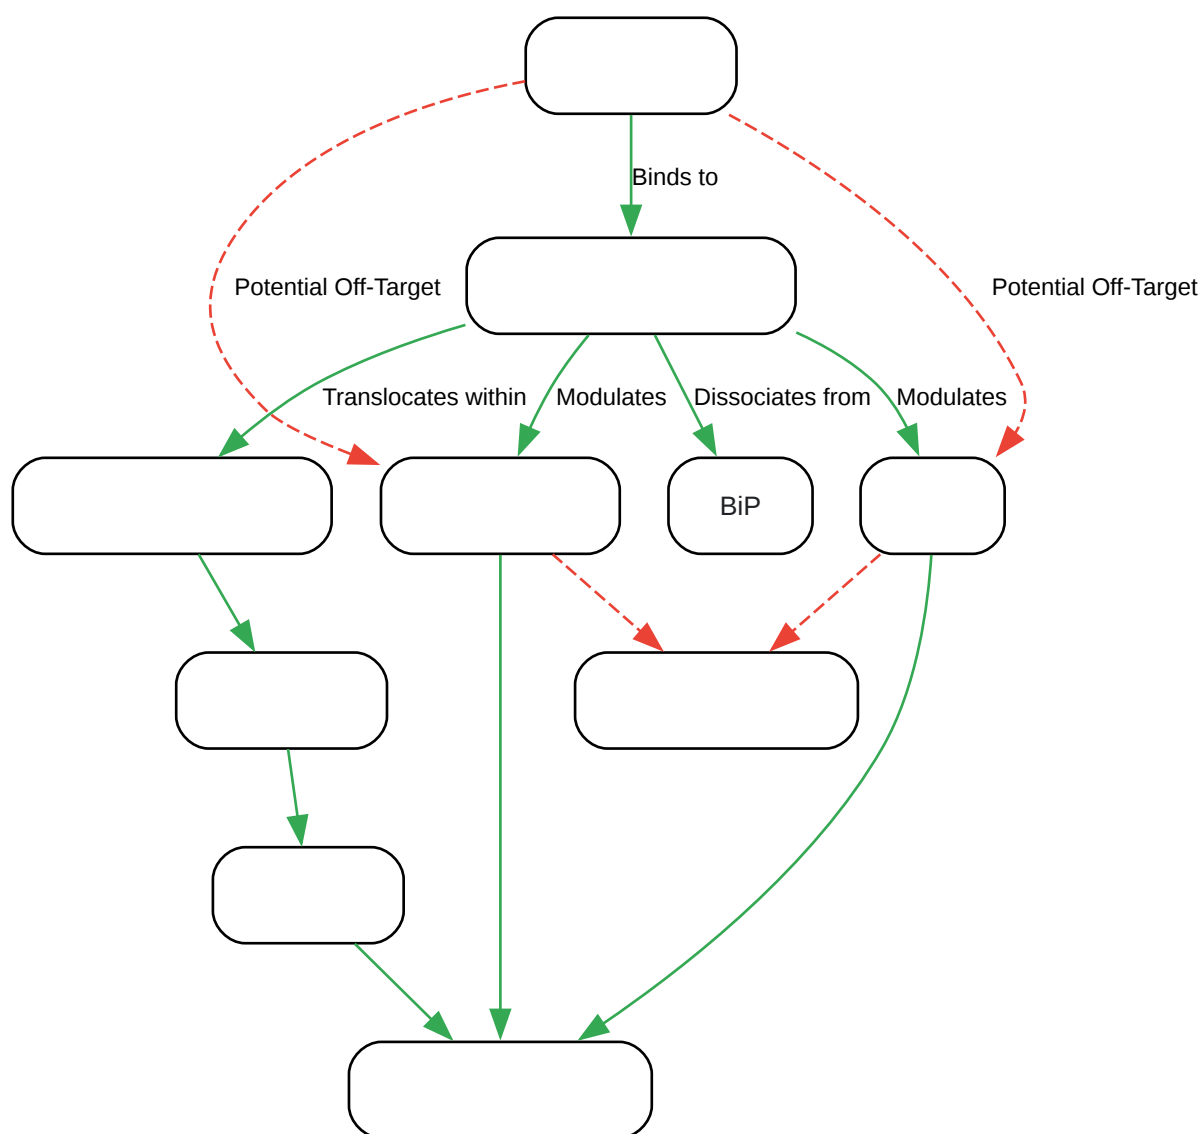 Binds to
Potential Off-Target
Potential Off-Target
Translocates within
Modulates
Dissociates from
Modulates
BiP